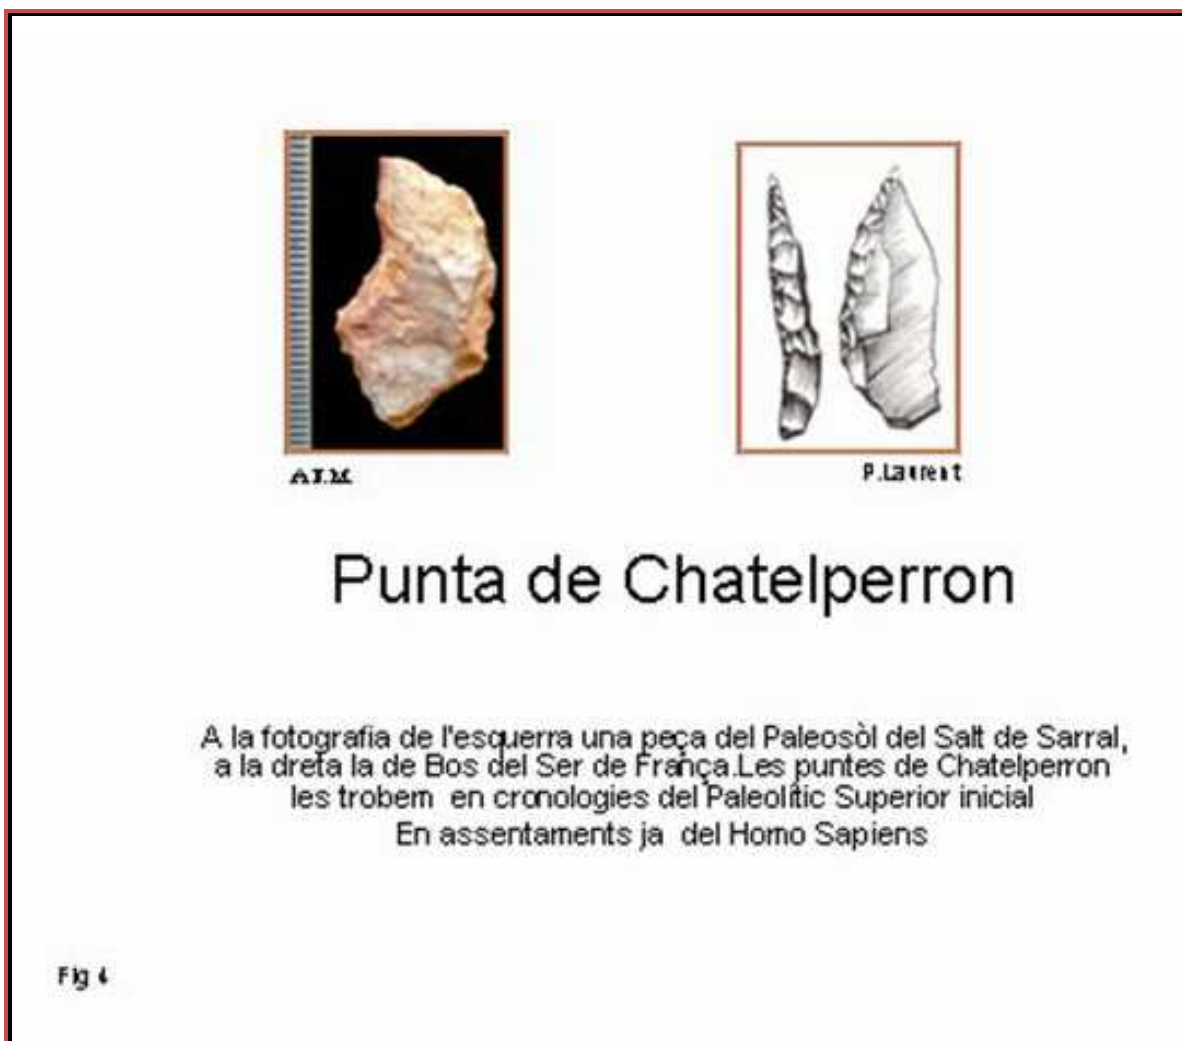 A.J.M.
P.Laurent
Punta de Chatelperron
A la fotografia de l'esquerra una peça del Paleosòl del Salt de Sarral,
a la dreta la de Bos del Ser de França.Les puntes de Chatelperron
les trobem en cronologies del Paleolític Superior inicial
En assentaments ja del Homo Sapiens
Fig 4